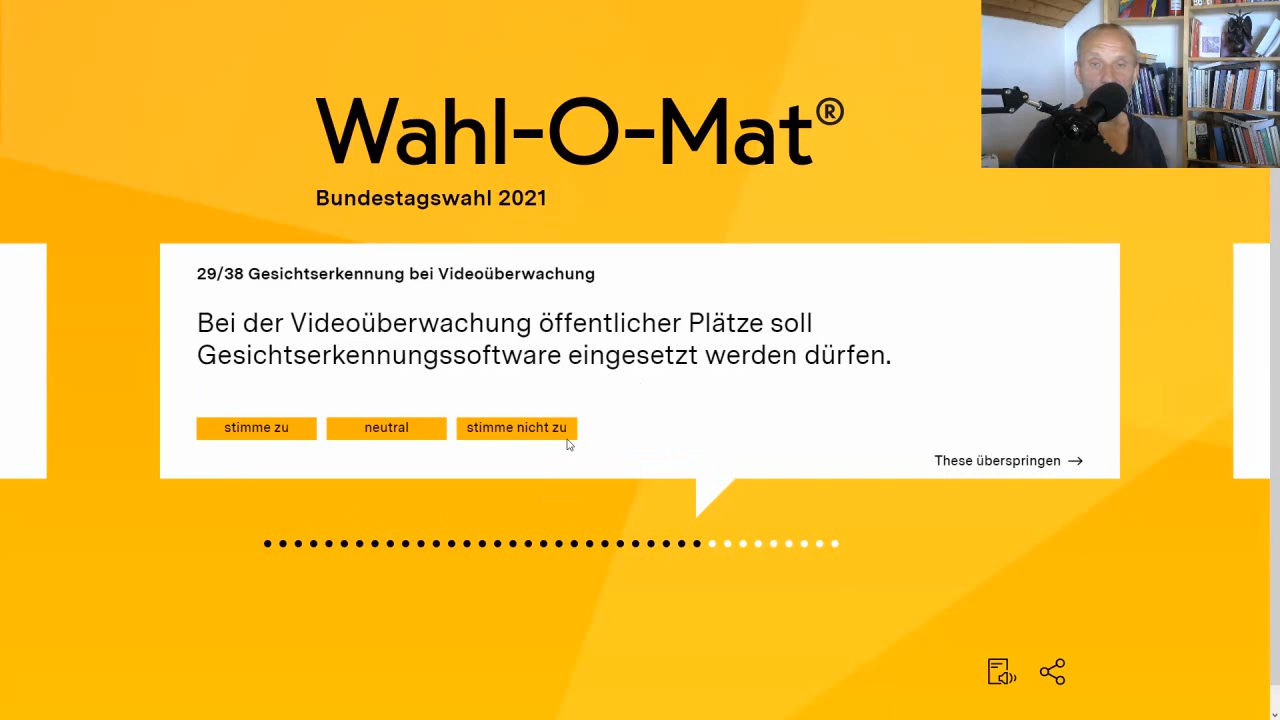 Wahl-O-Mat®
Bundestagswahl 2021
29/38 Gesichtserkennung bei Videoüberwachung
Bei der Videoüberwachung öffentlicher Plätze soll
Gesichtserkennungssoftware eingesetzt werden dürfen.
stimme zu neutral stimme nicht zu
These überspringen →